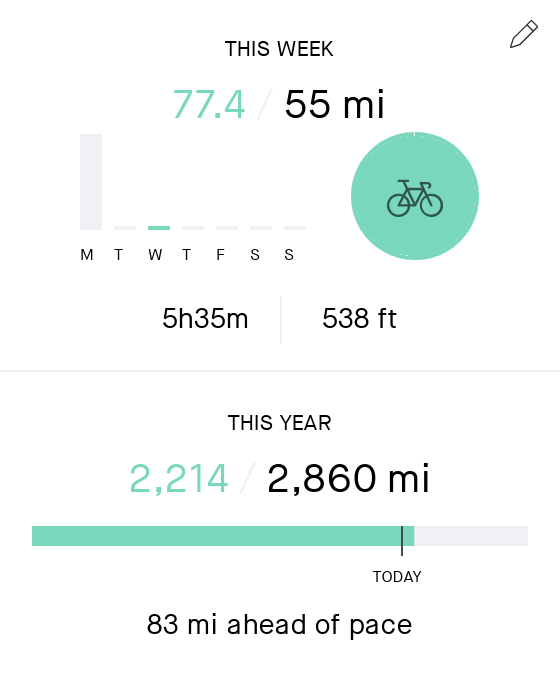 THIS WEEK
77.4 / 55 mi
M T W T F S S
5h35m 538 ft
THIS YEAR
2,214 / 2,860 mi
TODAY
83 mi ahead of pace